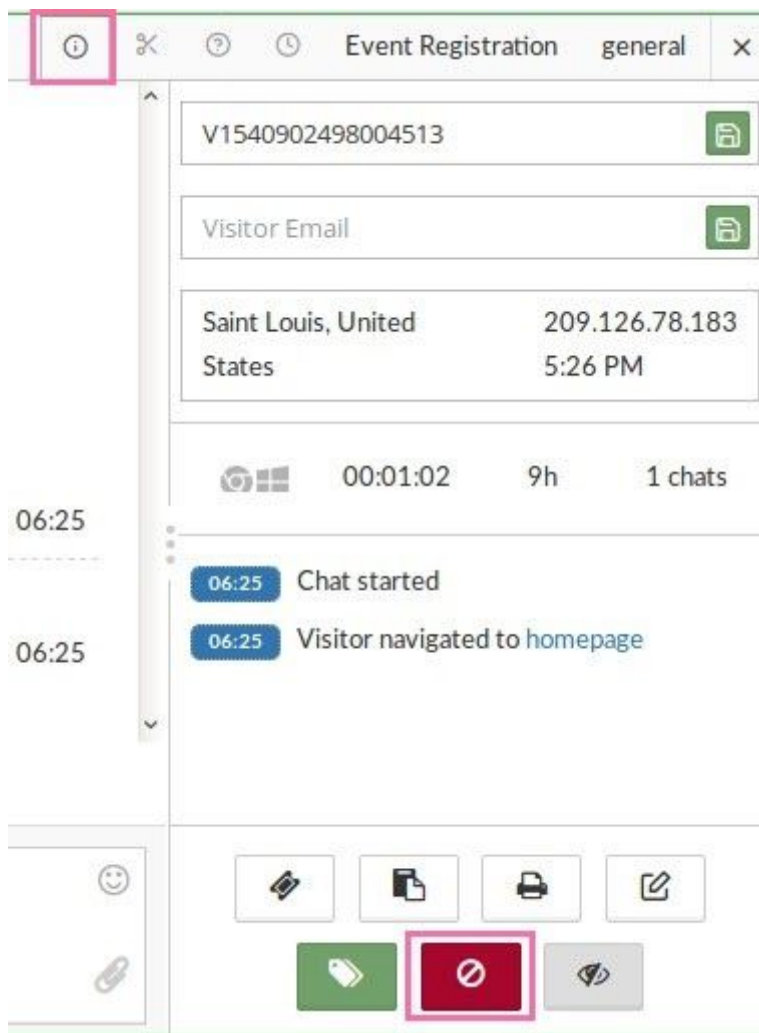 Event Registration general
V1540902498004513
Visitor Email
Saint Louis, United 209.126.78.183
States 5:26 PM
00:01:02 9h 1 chats
06:25
06:25 Chat started
06:25 Visitor navigated to homepage
06:25